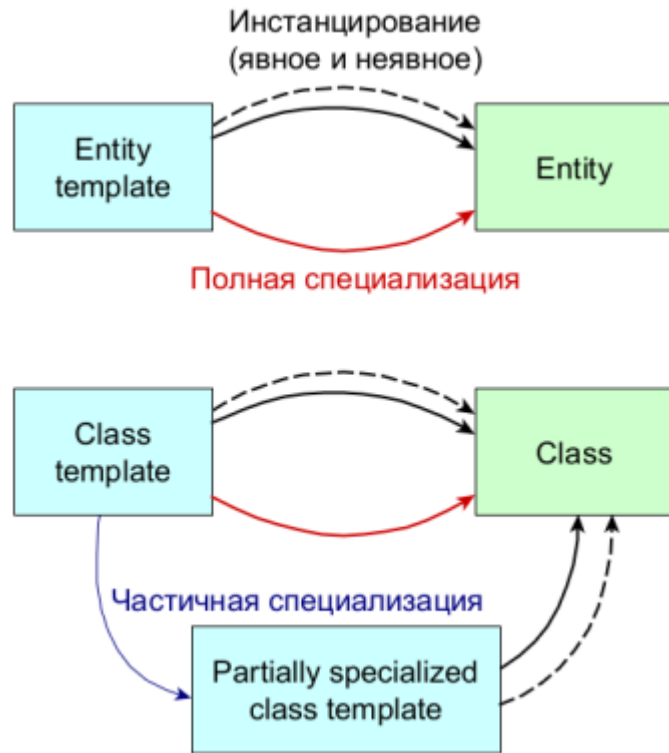 Инстанцирование
(явное и неявное)
Entity
template
Entity
Полная специализация
Class
template
Class
Частичная специализация
Partially specialized
class template